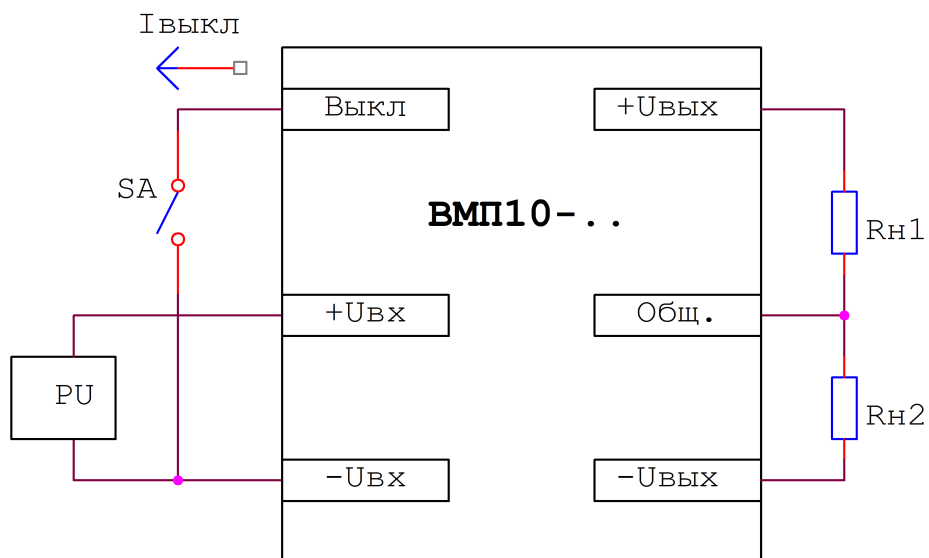 Iвыкл
Выкл
+Uвых
SA
ВМП10-..
Rн1
+Uвх
Общ.
PU
Rн2
-Uвх
-Uвых